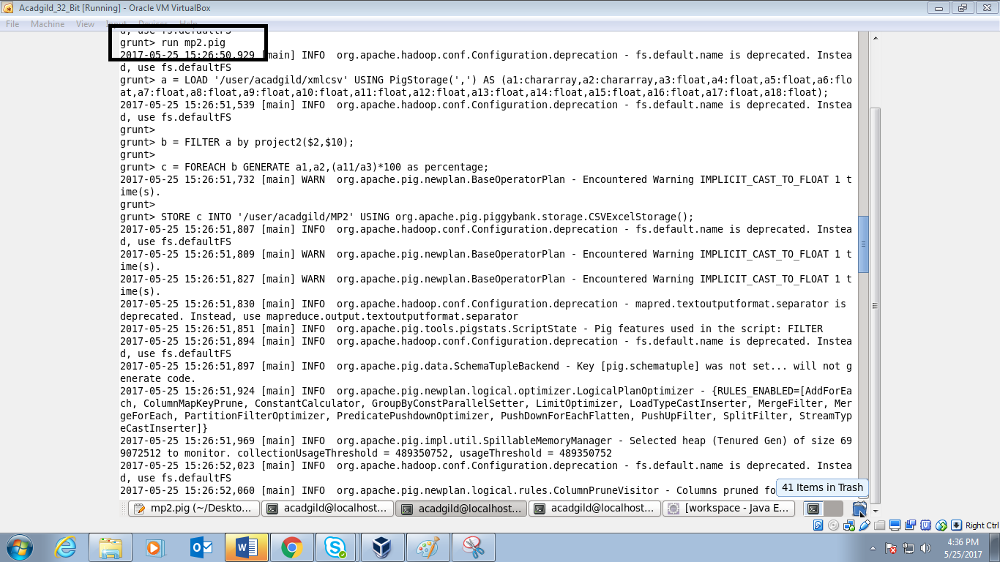 Acadgild_32_Bit [Running] - Oracle VM VirtualBox
File Machine View Input Devices Help
d, use fs.defaultFS
grunt> run mp2.pig
2017-05-25 15:26:50,929 [main] INFO  org.apache.hadoop.conf.Configuration.deprecation - fs.default.name is deprecated. Instea
d, use fs.defaultFS
grunt> a = LOAD '/user/acadgild/xmlcsv' USING PigStorage(',') AS (a1:chararray,a2:chararray,a3:float,a4:float,a5:float,a6:flo
at,a7:float,a8:float,a9:float,a10:float,a11:float,a12:float,a13:float,a14:float,a15:float,a16:float,a17:float,a18:float);
2017-05-25 15:26:51,539 [main] INFO  org.apache.hadoop.conf.Configuration.deprecation - fs.default.name is deprecated. Instea
d, use fs.defaultFS
grunt>
grunt> b = FILTER a by project2($2,$10);
grunt>
grunt> c = FOREACH b GENERATE a1,a2,(a11/a3)*100 as percentage;
2017-05-25 15:26:51,732 [main] WARN  org.apache.pig.newplan.BaseOperatorPlan - Encountered Warning IMPLICIT_CAST_TO_FLOAT 1 t
ime(s).
grunt>
grunt> STORE c INTO '/user/acadgild/MP2' USING org.apache.pig.piggybank.storage.CSVExcelStorage();
2017-05-25 15:26:51,807 [main] INFO  org.apache.hadoop.conf.Configuration.deprecation - fs.default.name is deprecated. Instea
d, use fs.defaultFS
2017-05-25 15:26:51,809 [main] WARN  org.apache.pig.newplan.BaseOperatorPlan - Encountered Warning IMPLICIT_CAST_TO_FLOAT 1 t
ime(s).
2017-05-25 15:26:51,827 [main] WARN  org.apache.pig.newplan.BaseOperatorPlan - Encountered Warning IMPLICIT_CAST_TO_FLOAT 1 t
ime(s).
2017-05-25 15:26:51,830 [main] INFO  org.apache.hadoop.conf.Configuration.deprecation - mapred.textoutputformat.separator is
deprecated. Instead, use mapreduce.output.textoutputformat.separator
2017-05-25 15:26:51,851 [main] INFO  org.apache.pig.tools.pigstats.ScriptState - Pig features used in the script: FILTER
2017-05-25 15:26:51,894 [main] INFO  org.apache.hadoop.conf.Configuration.deprecation - fs.default.name is deprecated. Instea
d, use fs.defaultFS
2017-05-25 15:26:51,897 [main] INFO  org.apache.pig.data.SchemaTupleBackend - Key [pig.schematuple] was not set... will not g
enerate code.
2017-05-25 15:26:51,924 [main] INFO  org.apache.pig.newplan.logical.optimizer.LogicalPlanOptimizer - {RULES_ENABLED=[AddForEa
ch, ColumnMapKeyPrune, ConstantCalculator, GroupByConstParallelSetter, LimitOptimizer, LoadTypeCastInserter, MergeFilter, Mer
geForEach, PartitionFilterOptimizer, PredicatePushdownOptimizer, PushDownForEachFlatten, PushUpFilter, SplitFilter, StreamTyp
eCastInserter]}
2017-05-25 15:26:51,969 [main] INFO  org.apache.pig.impl.util.SpillableMemoryManager - Selected heap (Tenured Gen) of size 69
9072512 to monitor. collectionUsageThreshold = 489350752, usageThreshold = 489350752
2017-05-25 15:26:52,023 [main] INFO  org.apache.hadoop.conf.Configuration.deprecation - fs.default.name is deprecated. Instea
d, use fs.defaultFS
2017-05-25 15:26:52,060 [main] INFO  org.apache.pig.newplan.logical.rules.ColumnPruneVisitor - Columns pruned fo
41 Items in Trash
mp2.pig (~/Deskto... acadgild@localhost... acadgild@localhost... acadgild@localhost... [workspace - Java E...
Right Ctrl
4:36 PM
5/25/2017